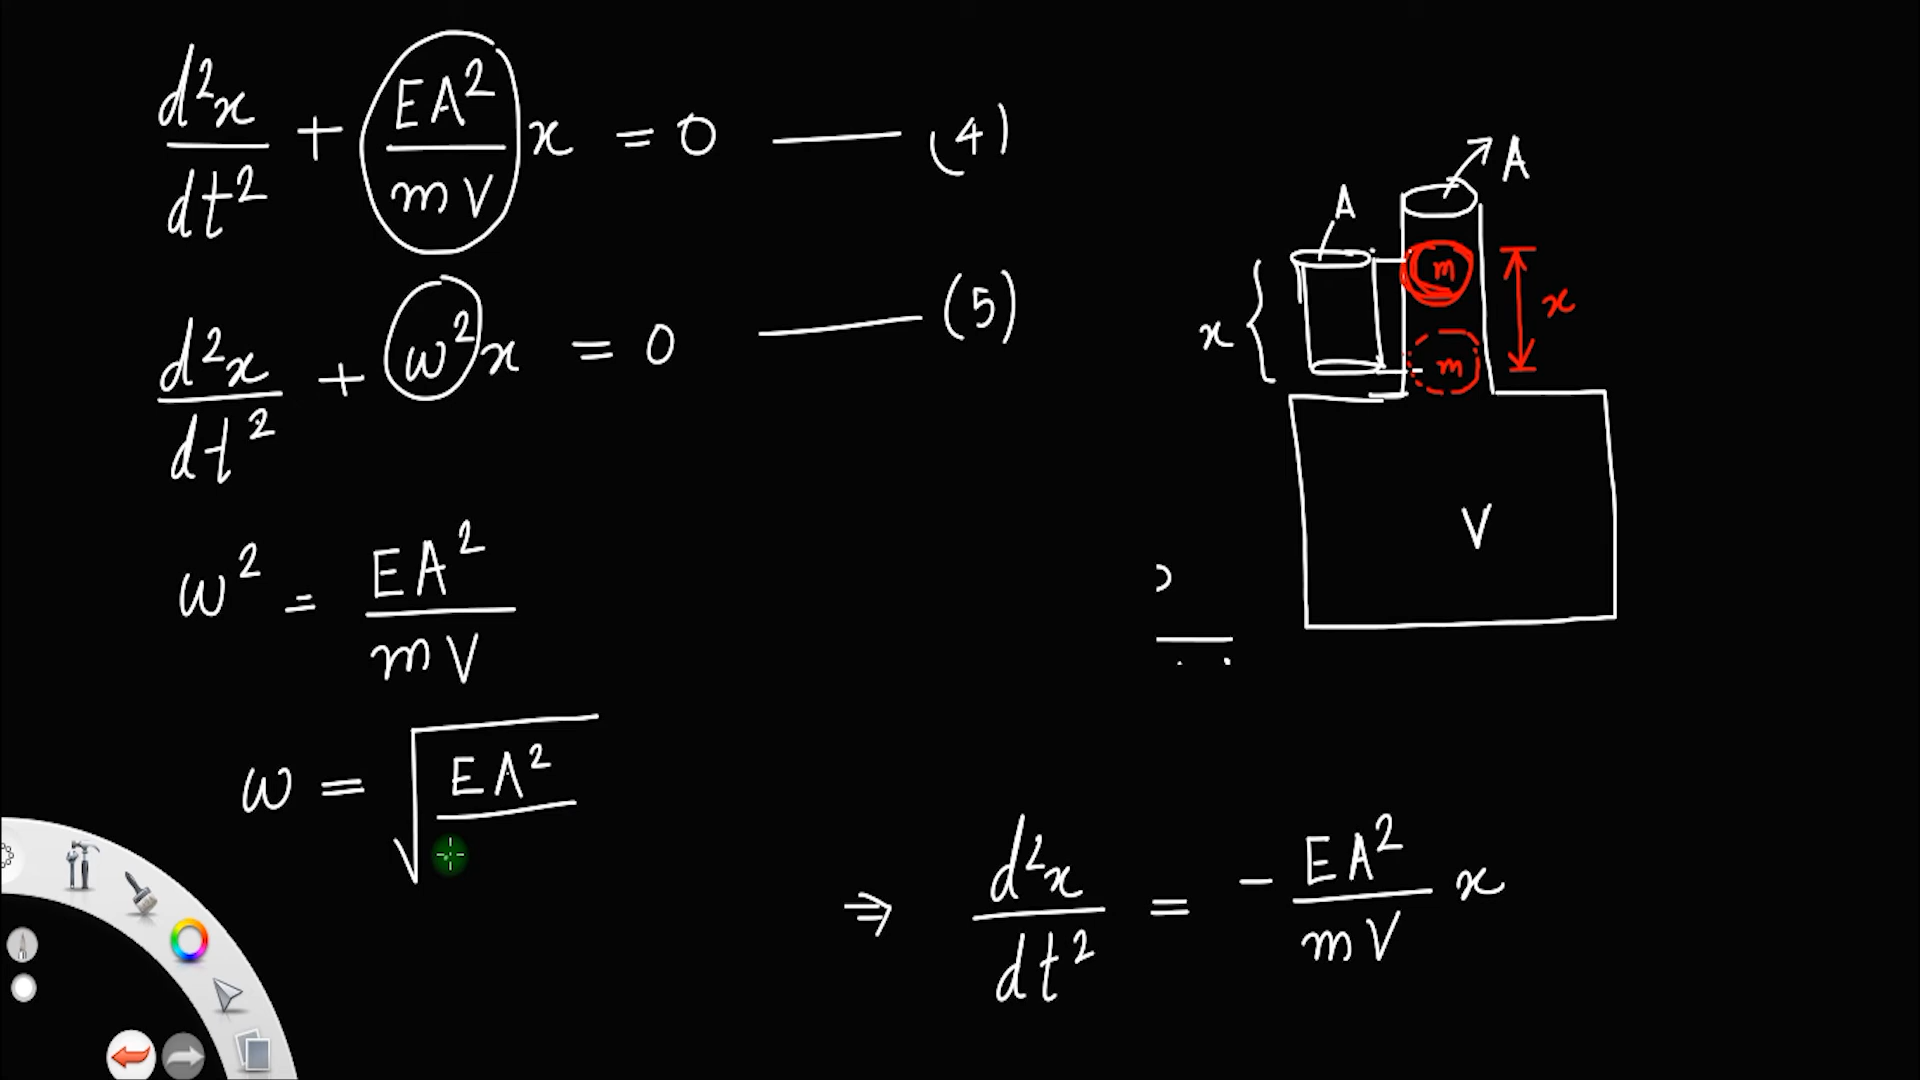 d²x/dt² + EA²/mV x = 0 — (4)
d²x/dt² + ω²x = 0 — (5)
ω² = EA²/mV
ω = √EA²
⇒ d²x/dt² = - EA²/mV x
A
A
m
x
x
m
V